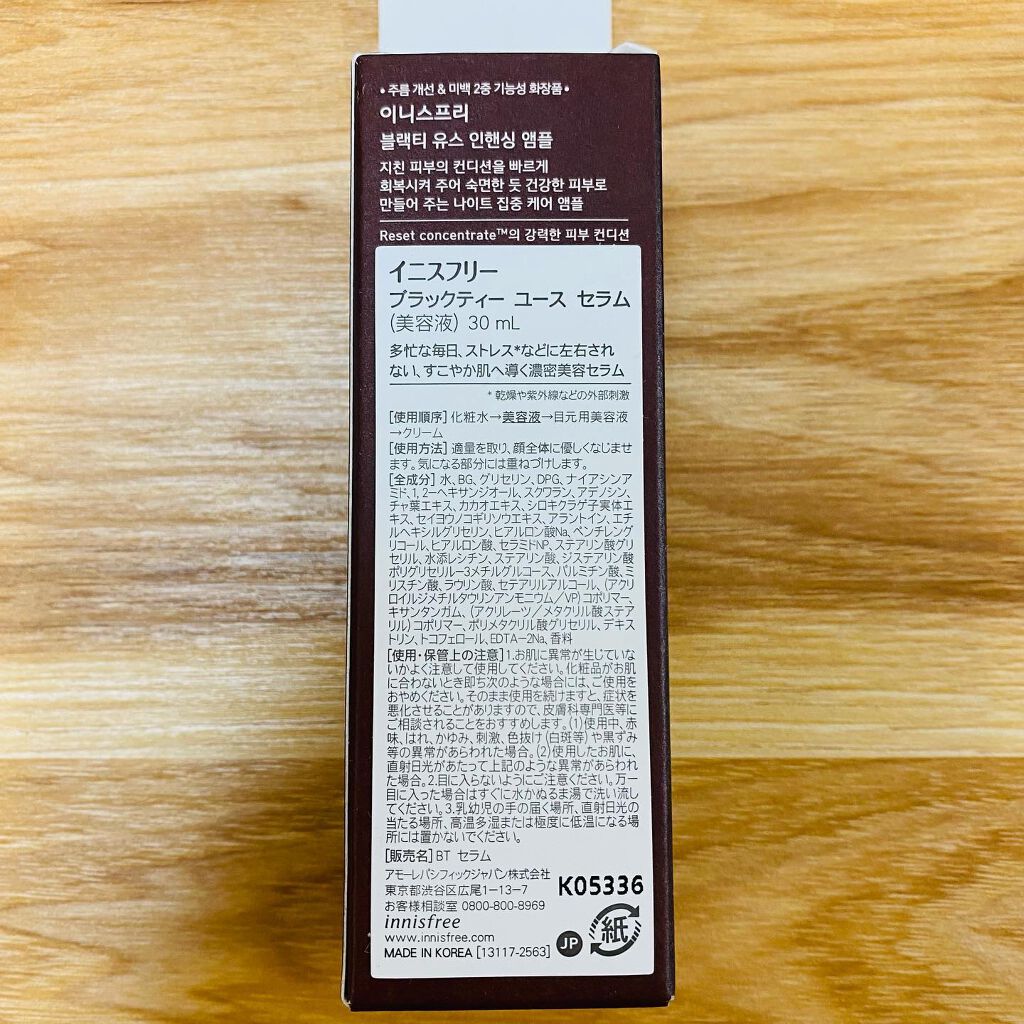 • 주름 개선 & 미백 2중 기능성 화장품 •
이니스프리
블랙티 유스 인핸싱 앰플
지친 피부의 컨디션을 빠르게
회복시켜 주어 숙면한 듯 건강한 피부로
만들어 주는 나이트 집중 케어 앰플
Reset concentrate™의 강력한 피부 컨디션
イニスフリー
ブラックティー ユース セラム
(美容液) 30 mL
多忙な毎日、ストレス*などに左右され
ない、すこやか肌へ導く濃密美容セラム
* 乾燥や紫外線などの外部刺激
[使用順序] 化粧水→美容液→目元用美容液
→クリーム
[使用方法] 適量を取り、顔全体に優しくなじませ
ます。気になる部分には重ねづけします。
[全成分] 水、BG、グリセリン、DPG、ナイアシンア
ミド、1, 2-ヘキサンジオール、スクワラン、アデノシン、
チャ葉エキス、カカオエキス、シロキクラゲ子実体エ
キス、セイヨウノコギリソウエキス、アラントイン、エチ
ルヘキシルグリセリン、ヒアルロン酸Na、ペンチレング
リコール、ヒアルロン酸、セラミドNP、ステアリン酸グリ
セリル、水添レシチン、ステアリン酸、ジステアリン酸
ポリグリセリル-3メチルグルコース、パルミチン酸、ミ
リスチン酸、ラウリン酸、セテアリルアルコール、(アクリ
ロイルジメチルタウリンアンモニウム/VP)コポリマー、
キサンタンガム、(アクリレーツ/メタクリル酸ステア
リル)コポリマー、ポリメタクリル酸グリセリル、デキス
トリン、トコフェロール、EDTA-2Na、香料
[使用・保管上の注意] 1.お肌に異常が生じていな
いかよく注意して使用してください。化粧品がお肌
に合わないとき即ち次のような場合には、ご使用を
おやめください。そのまま使用を続けますと、症状を
悪化させることがありますので、皮膚科専門医等に
ご相談されることをおすすめします。(1)使用中、赤
味、はれ、かゆみ、刺激、色抜け(白斑等)や黒ずみ
等の異常があらわれた場合。(2)使用したお肌に、
直射日光があたって上記のような異常があらわれ
た場合。2.目に入らないようにご注意ください。万一
目に入った場合はすぐに水かぬるま湯で洗い流し
てください。3.乳幼児の手の届く場所、直射日光の
当たる場所、高温多湿または極度に低温になる場
所には置かないでください。
[販売名] BT セラム
アモーレパシフィックジャパン株式会社
東京都渋谷区広尾1-13-7
お客様相談室 0800-800-8969
K05336
innisfree
www.innisfree.com
MADE IN KOREA [13117-2563]
JP
紙